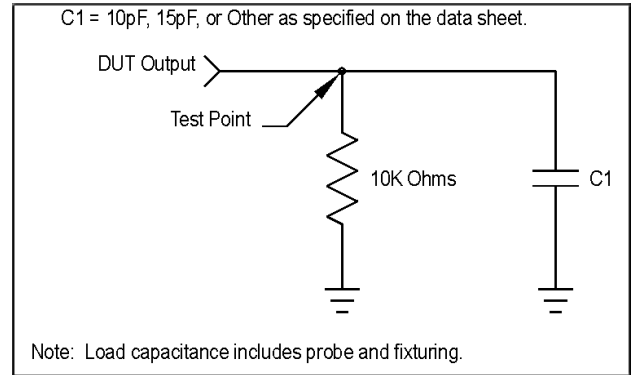 C1 = 10pF, 15pF, or Other as specified on the data sheet.
DUT Output
Test Point
10K Ohms
C1
Note: Load capacitance includes probe and fixturing.